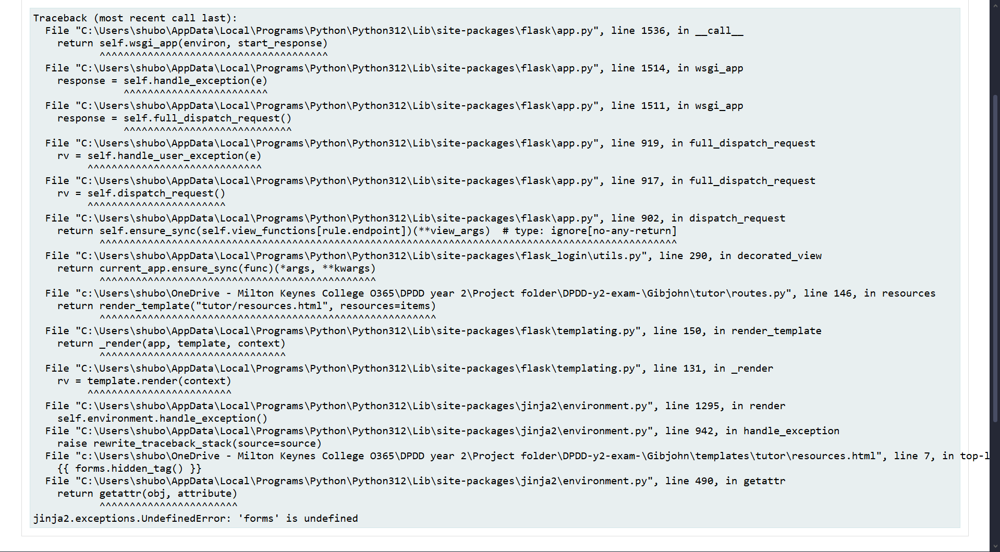 Traceback (most recent call last):
  File "C:\Users\shubo\AppData\Local\Programs\Python\Python312\Lib\site-packages\flask\app.py", line 1536, in __call__
    return self.wsgi_app(environ, start_response)
           ^^^^^^^^^^^^^^^^^^^^^^^^^^^^^^^^^^^^^^
  File "C:\Users\shubo\AppData\Local\Programs\Python\Python312\Lib\site-packages\flask\app.py", line 1514, in wsgi_app
    response = self.handle_exception(e)
               ^^^^^^^^^^^^^^^^^^^^^^^^
  File "C:\Users\shubo\AppData\Local\Programs\Python\Python312\Lib\site-packages\flask\app.py", line 1511, in wsgi_app
    response = self.full_dispatch_request()
               ^^^^^^^^^^^^^^^^^^^^^^^^^^^^
  File "C:\Users\shubo\AppData\Local\Programs\Python\Python312\Lib\site-packages\flask\app.py", line 919, in full_dispatch_request
    rv = self.handle_user_exception(e)
         ^^^^^^^^^^^^^^^^^^^^^^^^^^^^^
  File "C:\Users\shubo\AppData\Local\Programs\Python\Python312\Lib\site-packages\flask\app.py", line 917, in full_dispatch_request
    rv = self.dispatch_request()
         ^^^^^^^^^^^^^^^^^^^^^^^
  File "C:\Users\shubo\AppData\Local\Programs\Python\Python312\Lib\site-packages\flask\app.py", line 902, in dispatch_request
    return self.ensure_sync(self.view_functions[rule.endpoint])(**view_args)  # type: ignore[no-any-return]
           ^^^^^^^^^^^^^^^^^^^^^^^^^^^^^^^^^^^^^^^^^^^^^^^^^^^^^^^^^^^^^^^^^^^^^^^^^^^^^^^^^^^^^^^^^^^^^^^^
  File "C:\Users\shubo\AppData\Local\Programs\Python\Python312\Lib\site-packages\flask_login\utils.py", line 290, in decorated_view
    return current_app.ensure_sync(func)(*args, **kwargs)
           ^^^^^^^^^^^^^^^^^^^^^^^^^^^^^^^^^^^^^^^^^^^^^^
  File "c:\Users\shubo\OneDrive - Milton Keynes College O365\DPDD year 2\Project folder\DPDD-y2-exam-\Gibjohn\tutor\routes.py", line 146, in resources
    return render_template("tutor/resources.html", resources=items)
           ^^^^^^^^^^^^^^^^^^^^^^^^^^^^^^^^^^^^^^^^^^^^^^^^^^^^^^^^
  File "C:\Users\shubo\AppData\Local\Programs\Python\Python312\Lib\site-packages\flask\templating.py", line 150, in render_template
    return _render(app, template, context)
           ^^^^^^^^^^^^^^^^^^^^^^^^^^^^^^^
  File "C:\Users\shubo\AppData\Local\Programs\Python\Python312\Lib\site-packages\flask\templating.py", line 131, in _render
    rv = template.render(context)
         ^^^^^^^^^^^^^^^^^^^^^^^^
  File "C:\Users\shubo\AppData\Local\Programs\Python\Python312\Lib\site-packages\jinja2\environment.py", line 1295, in render
    self.environment.handle_exception()
  File "C:\Users\shubo\AppData\Local\Programs\Python\Python312\Lib\site-packages\jinja2\environment.py", line 942, in handle_exception
    raise rewrite_traceback_stack(source=source)
  File "c:\Users\shubo\OneDrive - Milton Keynes College O365\DPDD year 2\Project folder\DPDD-y2-exam-\Gibjohn\templates\tutor\resources.html", line 7, in top-l
    {{ forms.hidden_tag() }}
  File "C:\Users\shubo\AppData\Local\Programs\Python\Python312\Lib\site-packages\jinja2\environment.py", line 490, in getattr
    return getattr(obj, attribute)
           ^^^^^^^^^^^^^^^^^^^^^^^
jinja2.exceptions.UndefinedError: 'forms' is undefined